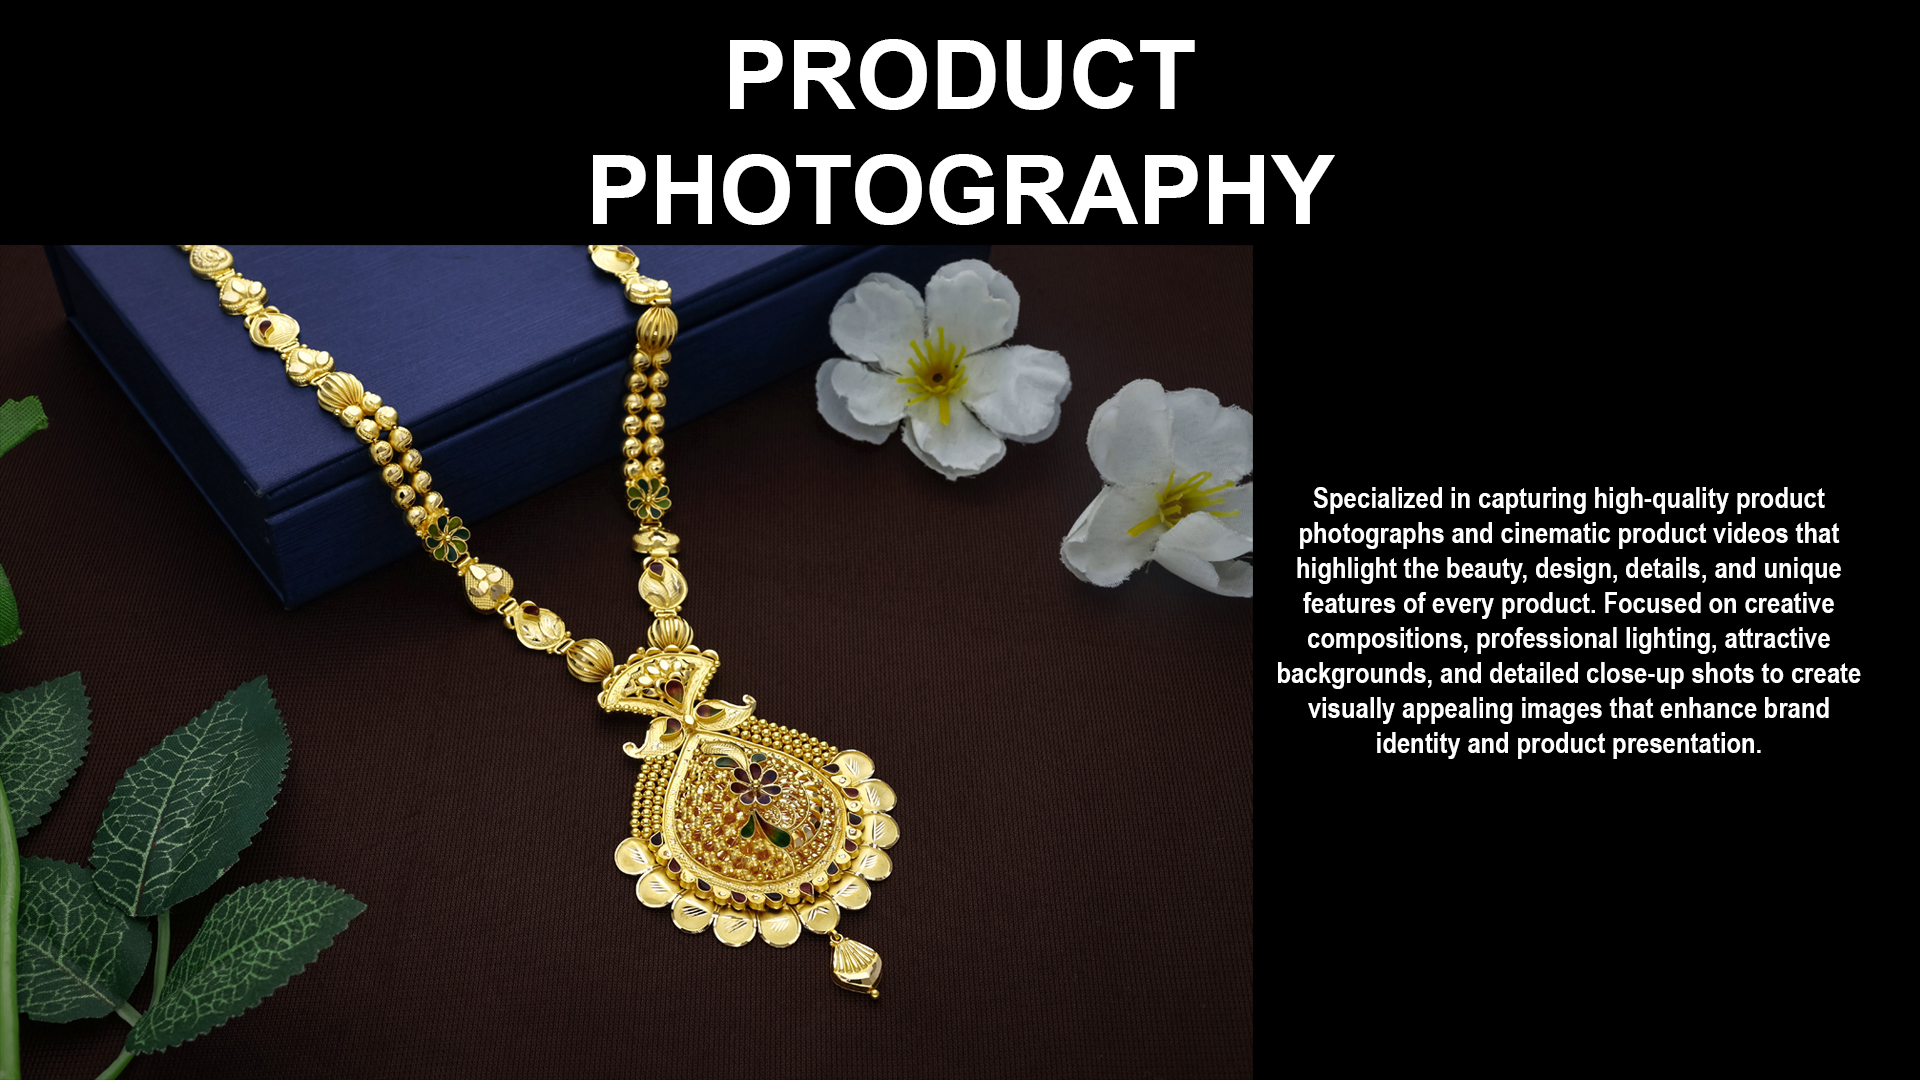 PRODUCT
PHOTOGRAPHY
Specialized in capturing high-quality product
photographs and cinematic product videos that
highlight the beauty, design, details, and unique
features of every product. Focused on creative
compositions, professional lighting, attractive
backgrounds, and detailed close-up shots to create
visually appealing images that enhance brand
identity and product presentation.